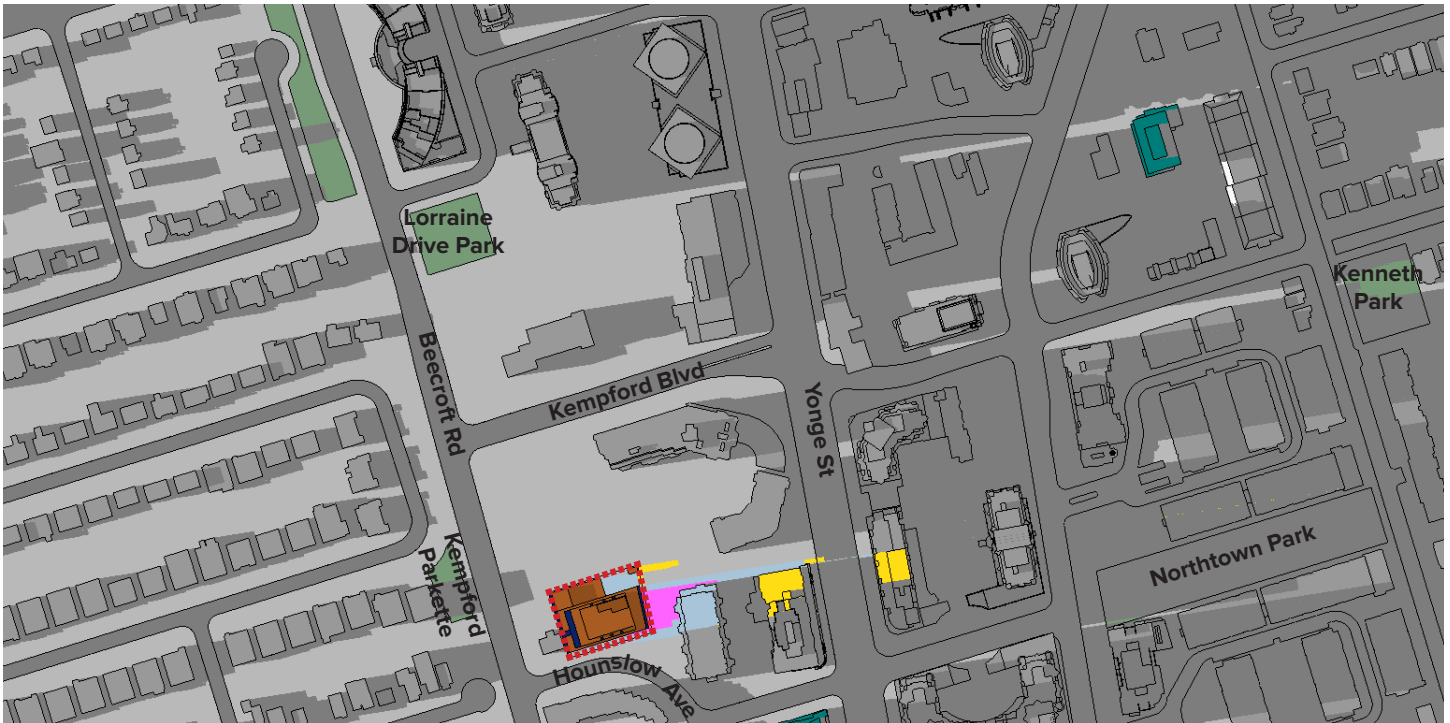 Lorraine
Drive Park
Kenneth
Park
Beecroft Rd
Kempford Blvd
Yonge St
Kempford
Parkette
Northtown Park
Hounslow Ave